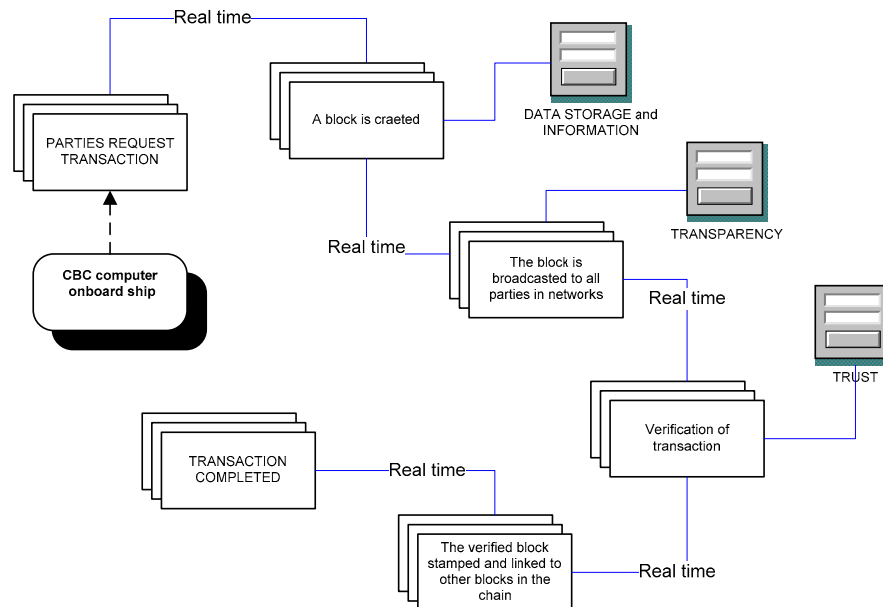 Real time
PARTIES REQUEST
TRANSACTION
A block is craeted
DATA STORAGE and
INFORMATION
CBC computer
onboard ship
Real time
TRANSPARENCY
The block is
broadcasted to all
parties in networks
Real time
TRUST
Verification of
transaction
TRANSACTION
COMPLETED
Real time
The verified block
stamped and linked to
other blocks in the
chain
Real time